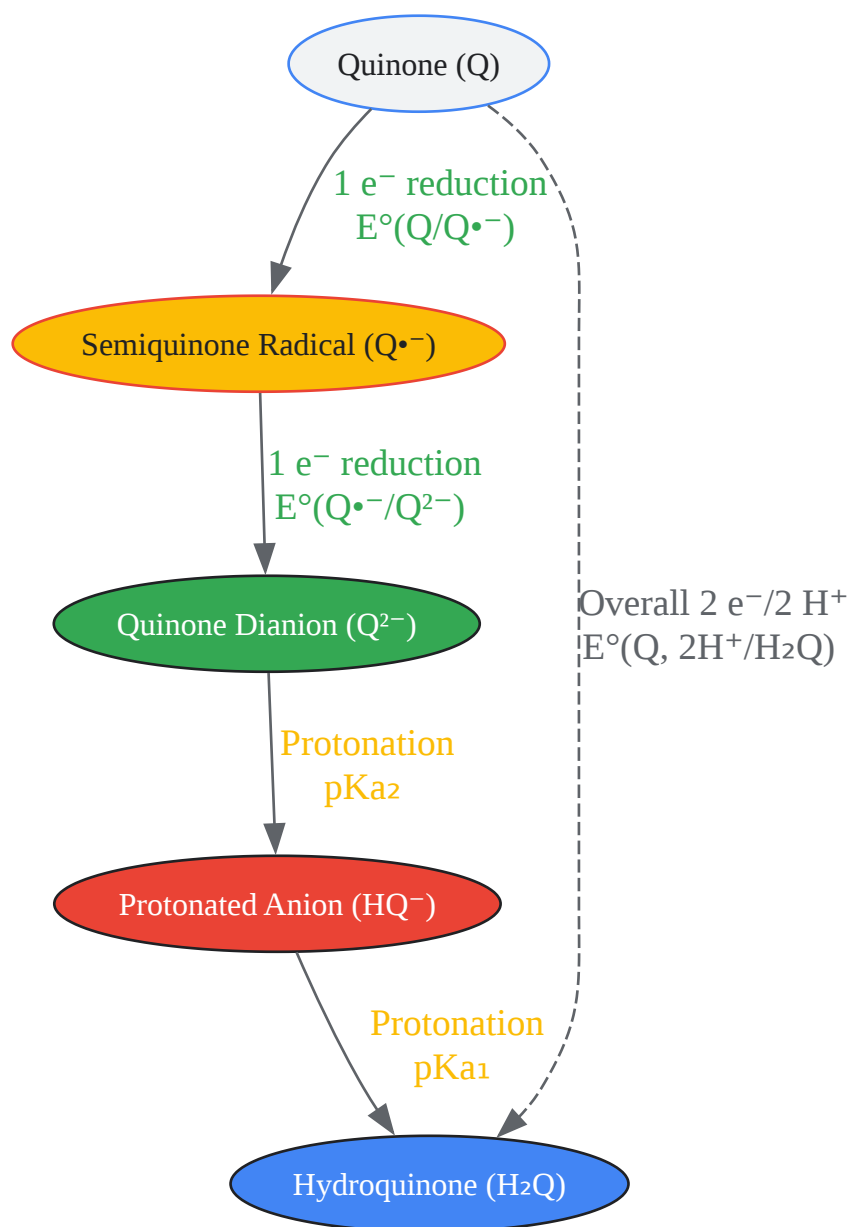 Quinone (Q)
1 e⁻ reduction
E°(Q/Q•⁻)
Semiquinone Radical (Q•⁻)
1 e⁻ reduction
E°(Q•⁻/Q²⁻)
Quinone Dianion (Q²⁻)
Overall 2 e⁻/2 H⁺
E°(Q, 2H⁺/H₂Q)
Protonation
pKa₂
Protonated Anion (HQ⁻)
Protonation
pKa₁
Hydroquinone (H₂Q)